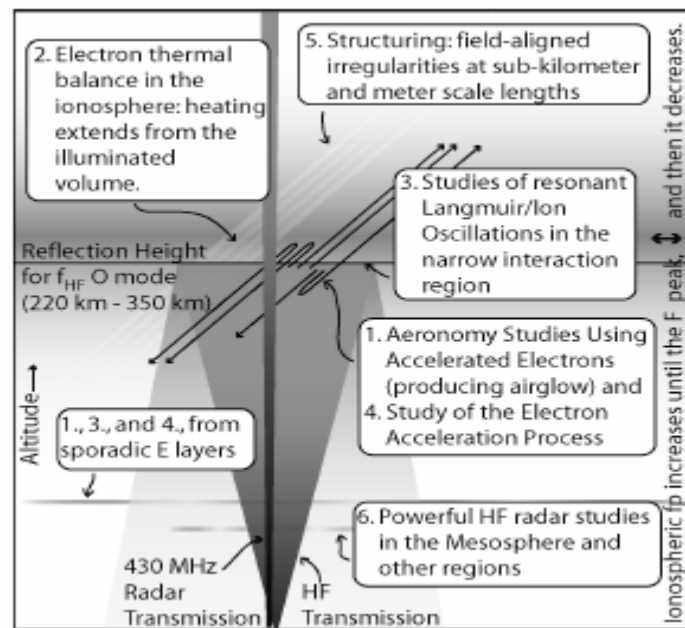 2. Electron thermal
balance in the
ionosphere: heating
extends from the
illuminated
volume.
5. Structuring: field-aligned
irregularities at sub-kilometer
and meter scale lengths
3. Studies of resonant
Langmuir/Ion
Oscillations in the
narrow interaction
region
Reflection Height
for fHF O mode
(220 km - 350 km)
1. Aeronomy Studies Using
Accelerated Electrons
(producing airglow) and
4. Study of the Electron
Acceleration Process
Altitude→
1., 3., and 4., from
sporadic E layers
6. Powerful HF radar studies
in the Mesosphere and
other regions
430 MHz
Radar
Transmission
HF
Transmission
Ionospheric fp increases until the F peak, ↔ and then it decreases.